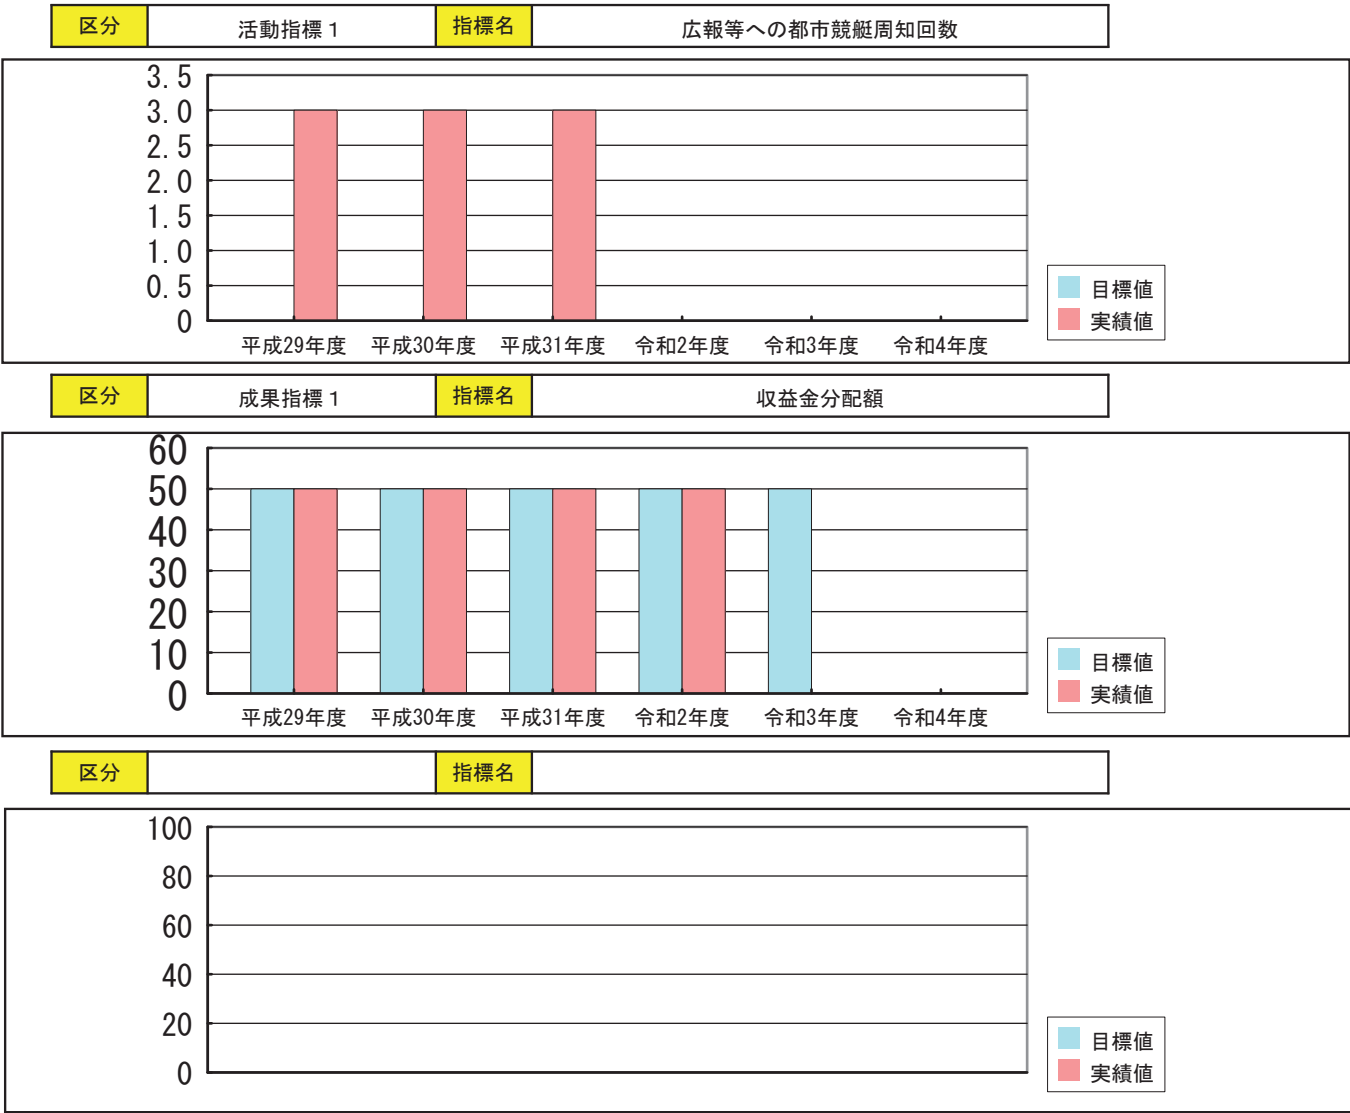 区分 活動指標1 指標名 広報等への都市競艇周知回数
3.5
3.0
2.5
2.0
1.5
1.0
0.5
0
平成29年度 平成30年度 平成31年度 令和2年度 令和3年度 令和4年度
目標値
実績値
区分 成果指標1 指標名 収益金分配額
60
50
40
30
20
10
0
平成29年度 平成30年度 平成31年度 令和2年度 令和3年度 令和4年度
目標値
実績値
区分 指標名
100
80
60
40
20
0
目標値
実績値